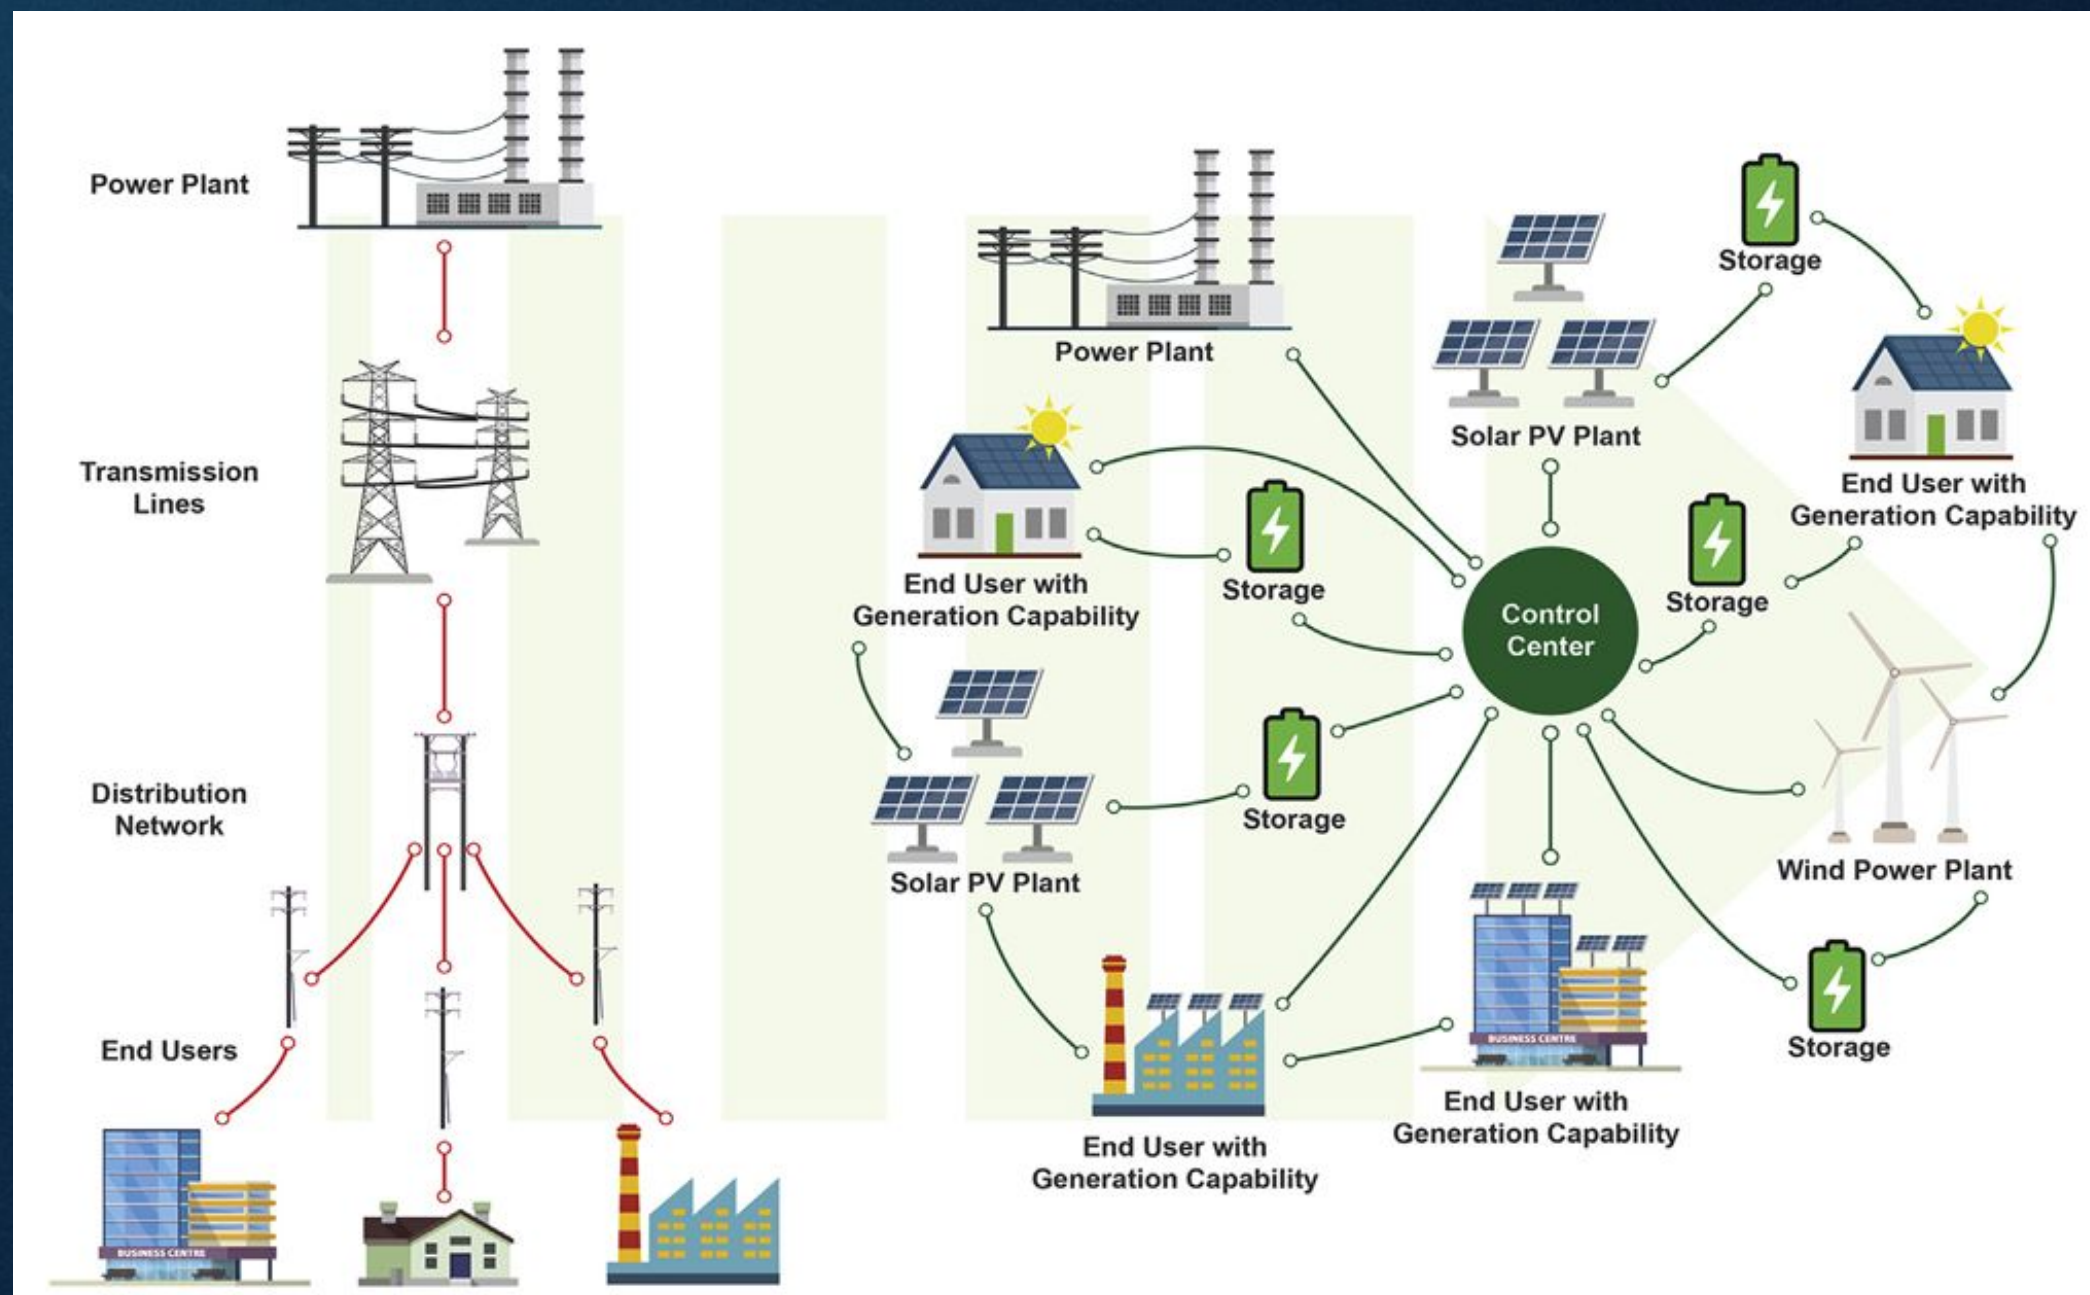 Power Plant
Transmission
Lines
Distribution
Network
End Users
BUSINESS CENTRE
Power Plant
End User with
Generation Capability
Storage
Solar PV Plant
Storage
End User with
Generation Capability
Solar PV Plant
Storage
End User with
Generation Capability
Storage
Control
Center
Wind Power Plant
Storage
BUSINESS CENTRE
End User with
Generation Capability